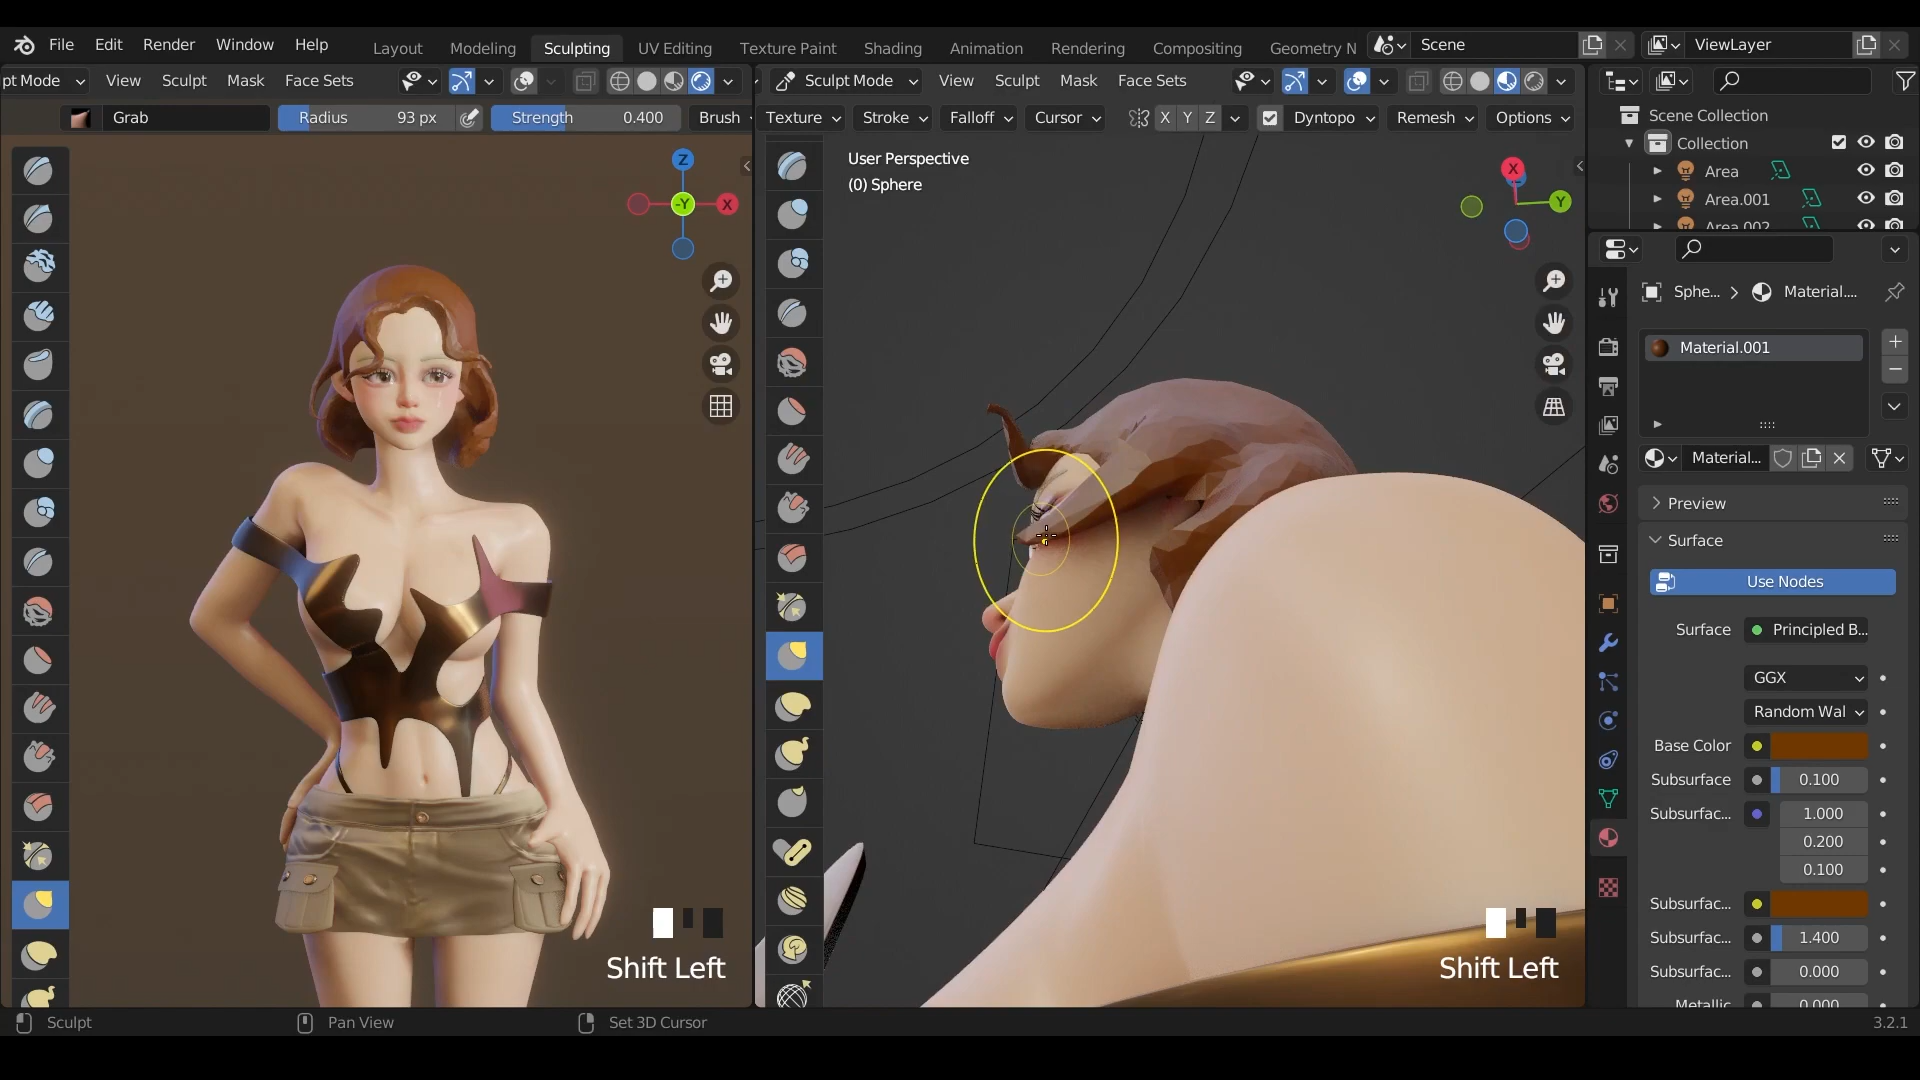 File Edit Render Window Help Layout Modeling Sculpting UV Editing Texture Paint Shading Animation Rendering Compositing Geometry N Scene ViewLayer
pt Mode View Sculpt Mask Face Sets Sculpt Mode View Sculpt Mask Face Sets
Grab Radius 93 px Strength 0.400 Brush Texture Stroke Falloff Cursor X Y Z Dyntopo Remesh Options
Scene Collection
Collection
Area
Area.001
Area.002
User Perspective
(0) Sphere
Z
-Y X
X
Y
Sphe... Material....
Material.001
Material...
Preview
Surface
Use Nodes
Surface Principled B...
GGX
Random Wal
Base Color
Subsurface 0.100
Subsurfac... 1.000
0.200
0.100
Subsurfac...
Subsurfac... 1.400
Subsurfac... 0.000
Metallic 0.000
Shift Left Shift Left
Sculpt Pan View Set 3D Cursor 3.2.1